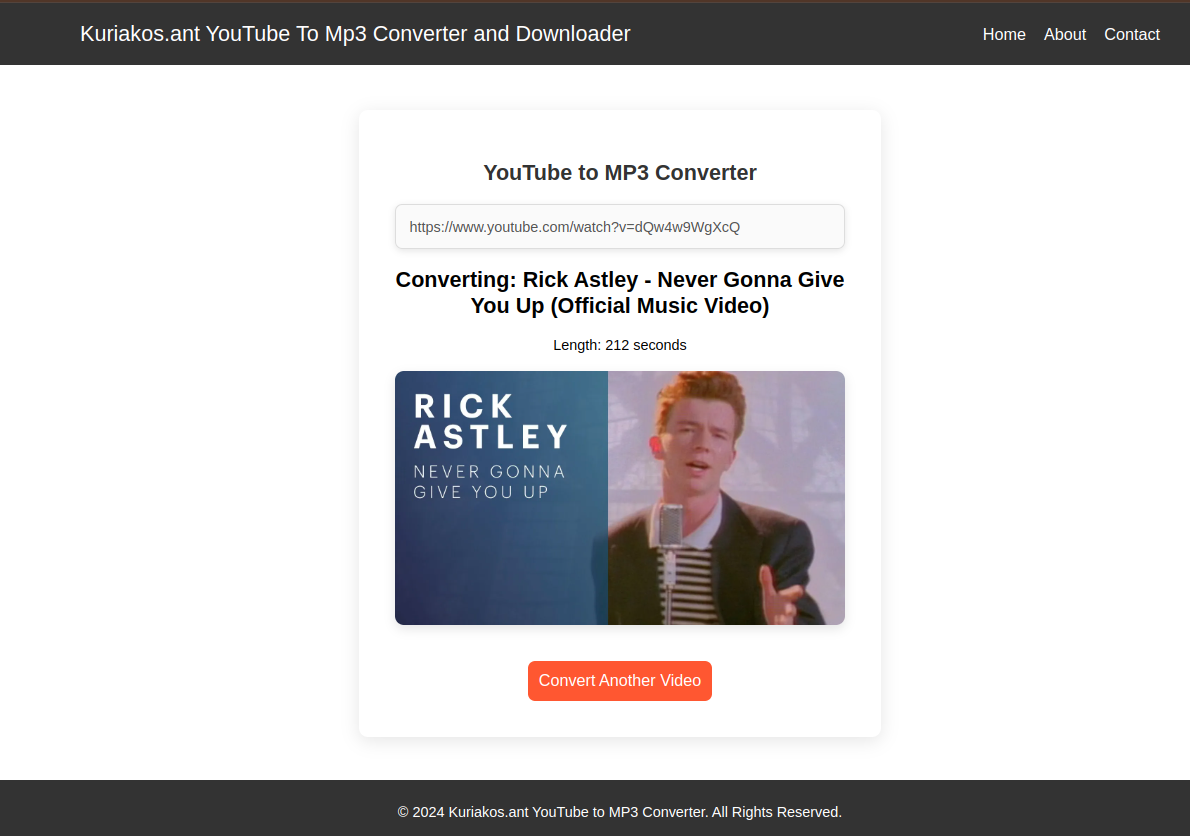 Kuriakos.ant YouTube To Mp3 Converter and Downloader
Home About Contact
YouTube to MP3 Converter
https://www.youtube.com/watch?v=dQw4w9WgXcQ
Converting: Rick Astley - Never Gonna Give
You Up (Official Music Video)
Length: 212 seconds
RICK
ASTLEY
NEVER GONNA
GIVE YOU UP
Convert Another Video
© 2024 Kuriakos.ant YouTube to MP3 Converter. All Rights Reserved.